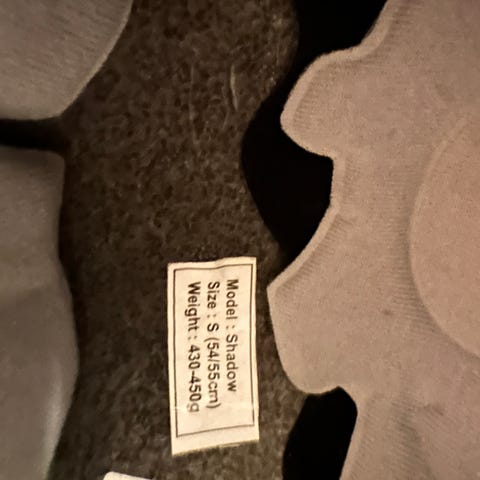 Model : Shadow
Size : S (54/55cm)
Weight : 430-450g